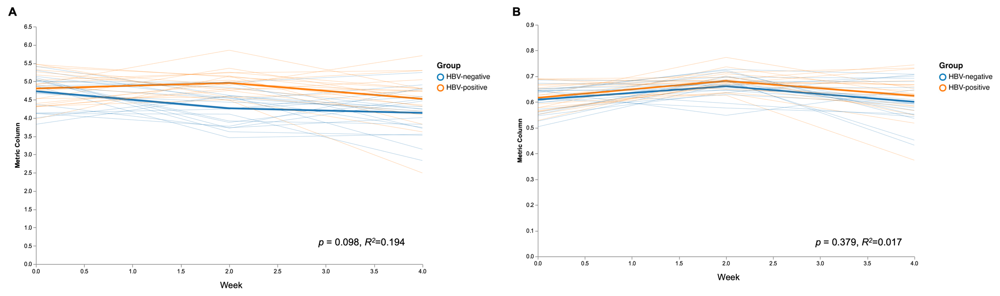 A
6.5
6.0
5.5
5.0
4.5
4.0
3.5
3.0
2.5
2.0
1.5
1.0
0.5
0.0
Metric Column
0.0 0.5 1.0 1.5 2.0 2.5 3.0 3.5 4.0
Week
p = 0.098, R²=0.194
Group
HBV-negative
HBV-positive
B
0.9
0.8
0.7
0.6
0.5
0.4
0.3
0.2
0.1
0.0
Metric Column
0.0 0.5 1.0 1.5 2.0 2.5 3.0 3.5 4.0
Week
p = 0.379, R²=0.017
Group
HBV-negative
HBV-positive